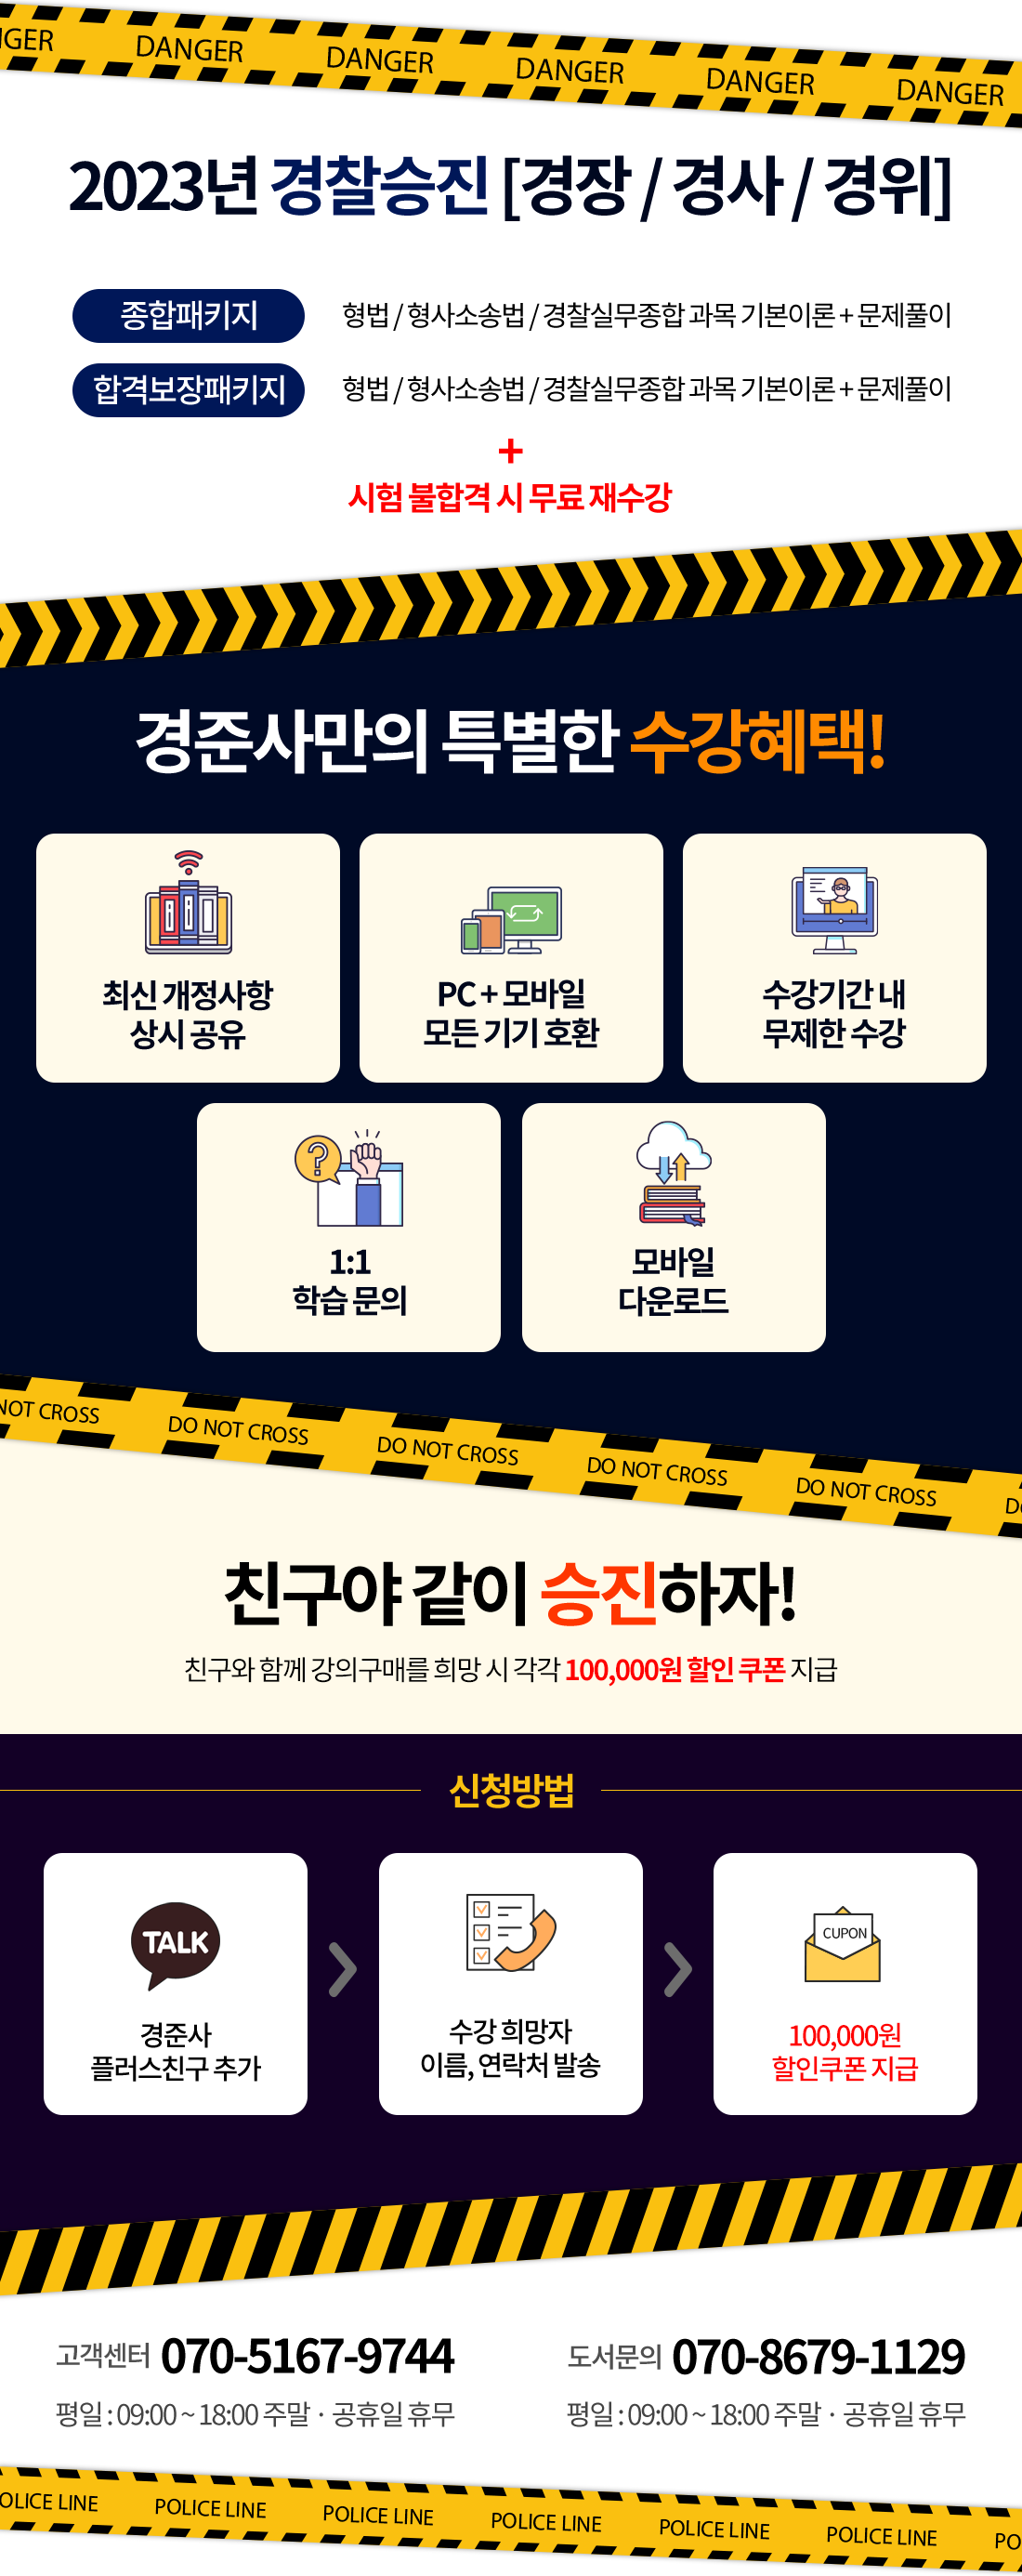 NGER DANGER DANGER DANGER DANGER DANGER
2023년 경찰승진 [경장 / 경사 / 경위]
종합패키지 형법 / 형사소송법 / 경찰실무종합 과목 기본이론 + 문제풀이
합격보장패키지 형법 / 형사소송법 / 경찰실무종합 과목 기본이론 + 문제풀이
+
시험 불합격 시 무료 재수강
경준사만의 특별한 수강혜택!
최신 개정사항
상시 공유
PC + 모바일
모든 기기 호환
수강기간 내
무제한 수강
?
1:1
학습 문의
모바일
다운로드
NOT CROSS DO NOT CROSS DO NOT CROSS DO NOT CROSS DO NOT CROSS D
친구야 같이 승진하자!
친구와 함께 강의구매를 희망 시 각각 100,000원 할인 쿠폰 지급
신청방법
TALK
경준사
플러스친구 추가
수강 희망자
이름, 연락처 발송
CUPON
100,000원
할인쿠폰 지급
고객센터 070-5167-9744
평일 : 09:00 ~ 18:00 주말 · 공휴일 휴무
도서문의 070-8679-1129
평일 : 09:00 ~ 18:00 주말 · 공휴일 휴무
OLICE LINE POLICE LINE POLICE LINE POLICE LINE POLICE LINE POLICE LINE PO